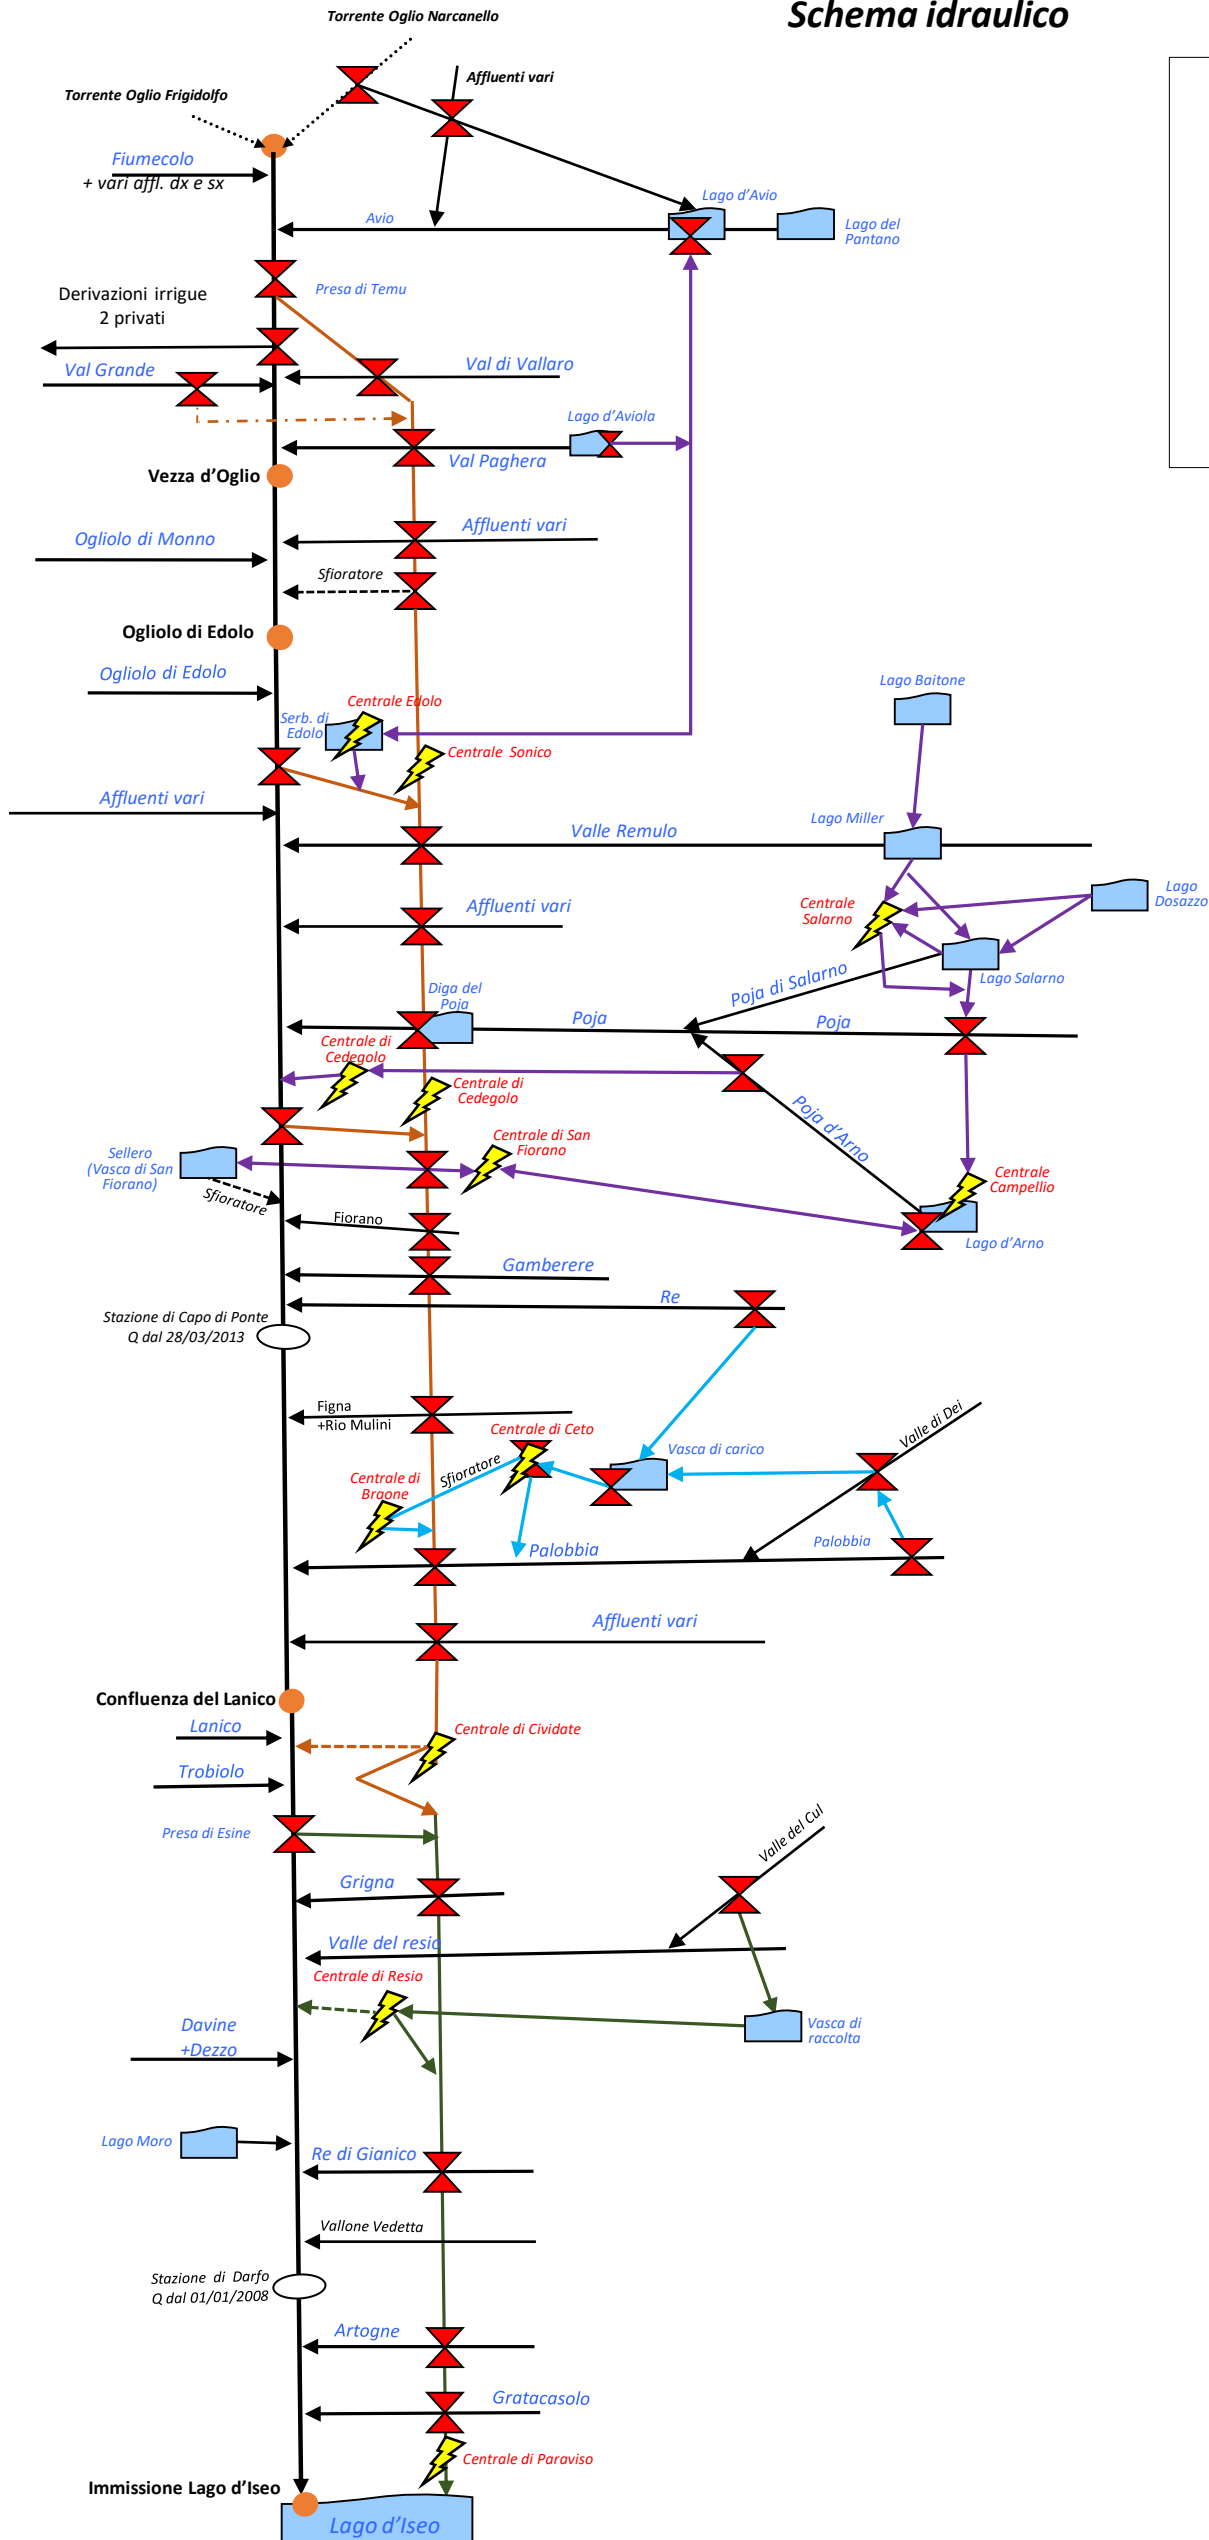 Schema idraulico
Torrente Oglio Narcanello
Affluenti vari
Torrente Oglio Frigidolfo
Fiumecolo
+ vari affl. dx e sx
Lago d'Avio
Avio
Lago del
Pantano
Presa di Temu
Derivazioni irrigue
2 privati
Val Grande
Val di Vallaro
Lago d'Aviola
Val Paghera
Vezza d'Oglio
Affluenti vari
Ogliolo di Monno
Sfioratore
Ogliolo di Edolo
Ogliolo di Edolo
Lago Baitone
Centrale Edolo
Serb. di
Edolo
Centrale Sonico
Affluenti vari
Lago Miller
Valle Remulo
Lago
Dosazzo
Centrale
Salarno
Affluenti vari
Lago Salarno
Poja di Salarno
Diga del
Poja
Poja
Poja
Centrale di
Cedegolo
Centrale di
Cedegolo
Poja d'Arno
Centrale di San
Fiorano
Sellero
(Vasca di San
Fiorano)
Centrale
Campellio
Sfioratore
Fiorano
Lago d'Arno
Gamberere
Re
Stazione di Capo di Ponte
Q dal 28/03/2013
Figna
+Rio Mulini
Valle di Dei
Centrale di Ceto
Vasca di carico
Sfioratore
Centrale di
Braone
Palobbia
Palobbia
Affluenti vari
Confluenza del Lanico
Lanico
Centrale di Cividate
Trobiolo
Presa di Esine
Valle del Cul
Grigna
Valle del resio
Centrale di Resio
Davine
+Dezzo
Vasca di
raccolta
Lago Moro
Re di Gianico
Vallone Vedetta
Stazione di Darfo
Q dal 01/01/2008
Artogne
Gratacasolo
Centrale di Paraviso
Immissione Lago d'Iseo
Lago d'Iseo